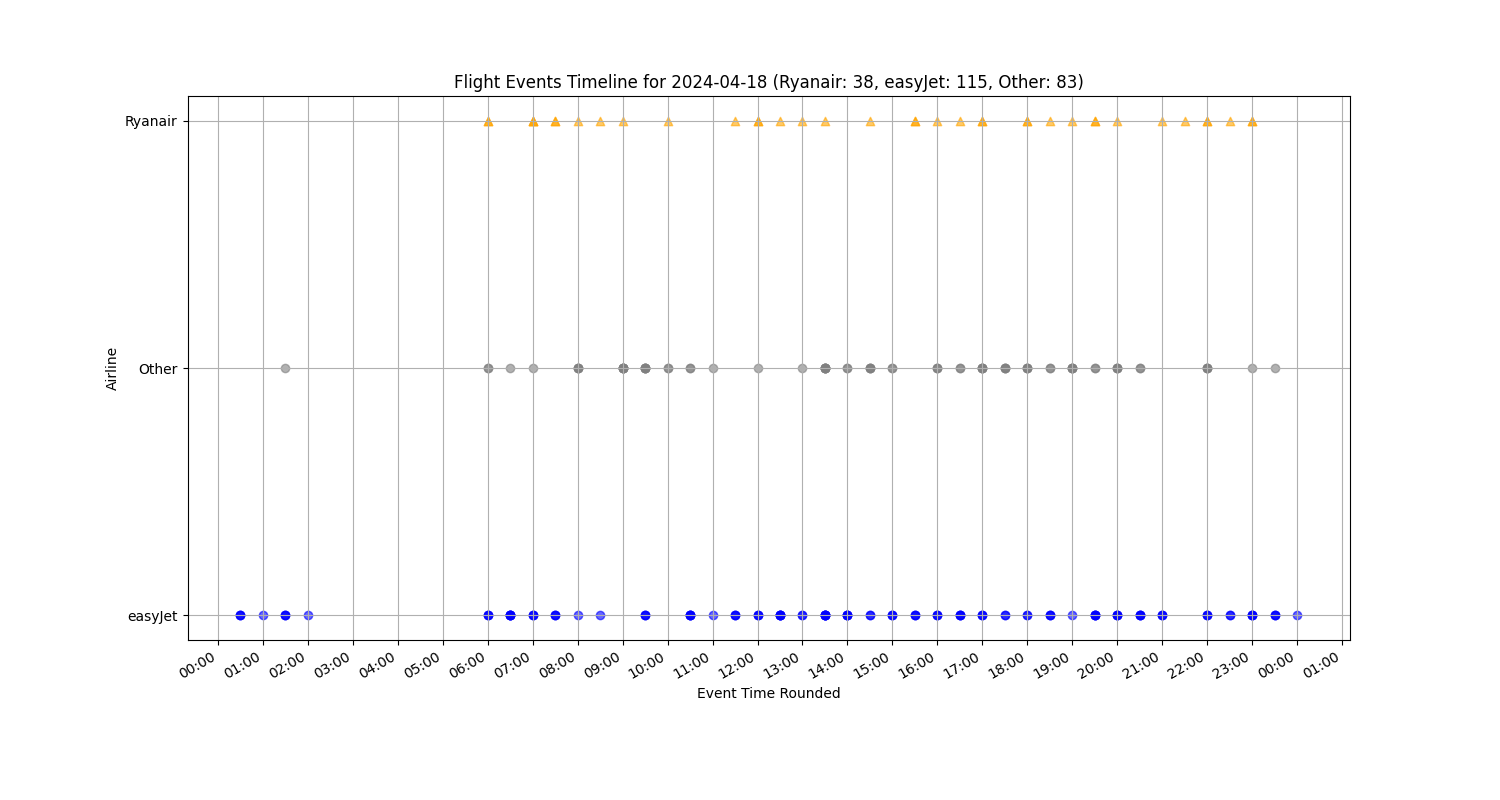 Flight Events Timeline for 2024-04-18 (Ryanair: 38, easyJet: 115, Other: 83)
Ryanair
Other
easyJet
Airline
00:00 01:00 02:00 03:00 04:00 05:00 06:00 07:00 08:00 09:00 10:00 11:00 12:00 13:00 14:00 15:00 16:00 17:00 18:00 19:00 20:00 21:00 22:00 23:00 00:00 01:00
Event Time Rounded